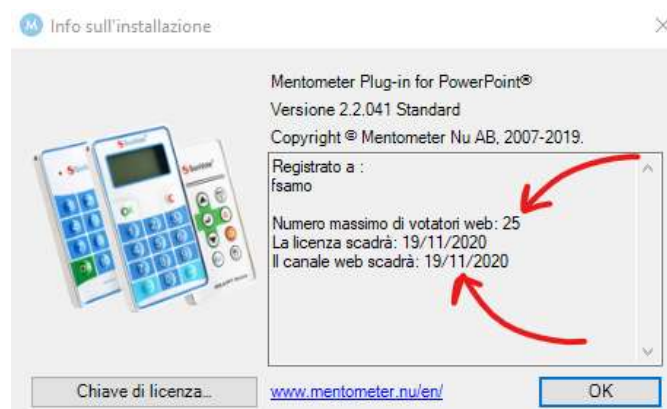 Info sull'installazione
Mentometer Plug-in for PowerPoint®
Versione 2.2.041 Standard
Copyright © Mentometer Nu AB, 2007-2019.
Registrato a :
fsamo
Numero massimo di votatori web: 25
La licenza scadrà: 19/11/2020
Il canale web scadrà: 19/11/2020
Chiave di licenza...
www.mentometer.nu/en/
OK